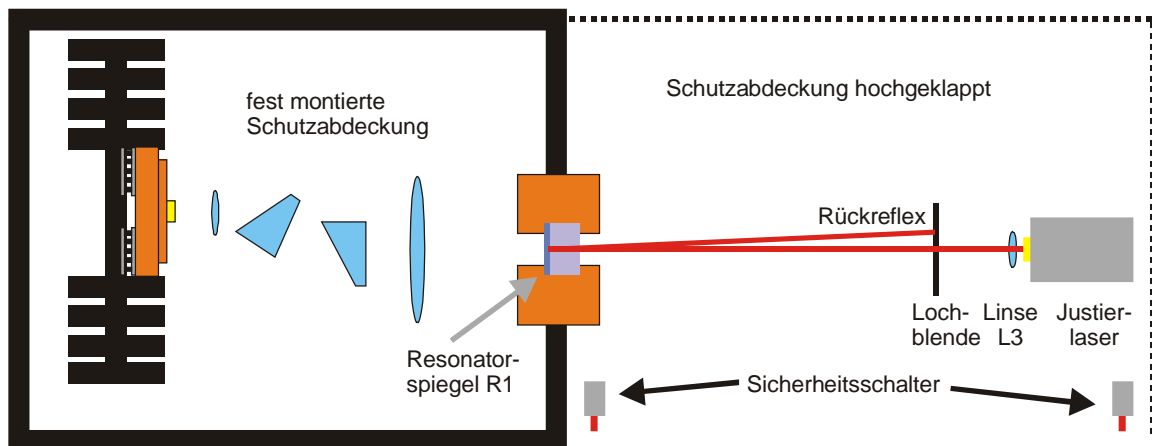 fest montierte
Schutzabdeckung
Schutzabdeckung hochgeklappt
Rückreflex
Loch-
blende
Linse
L3
Justier-
laser
Resonator-
spiegel R1
Sicherheitsschalter